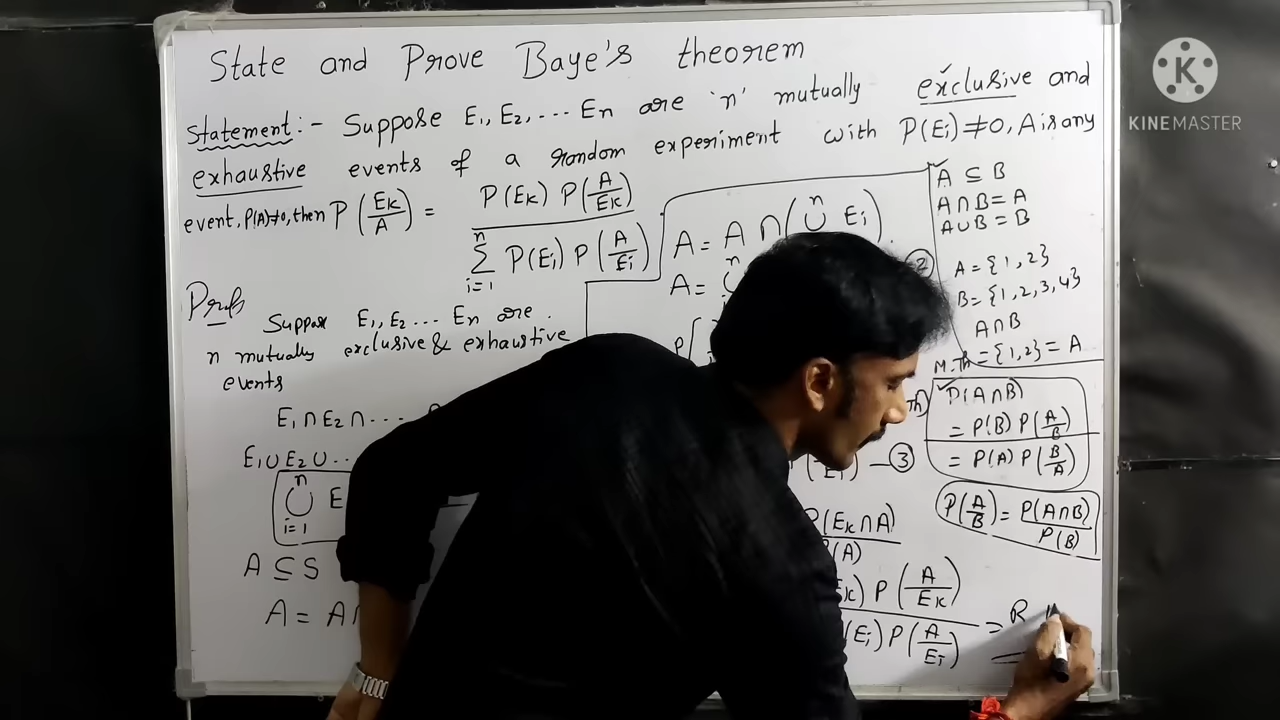 State and Prove Baye's theorem
Statement:- Suppose E1, E2, ... En are 'n' mutually exclusive and
exhaustive events of a random experiment with P(Ei) ≠ 0, A is any
event, P(A)≠0, then P(Ek/A) = P(Ek) P(A/Ek) / Σ i=1 n P(Ei) P(A/Ei)
Proof
Suppose E1, E2 ... En are
n mutually exclusive & exhaustive
events
E1 ∩ E2 ∩ ...
E1 ∪ E2 ∪ ...
n ∪ i=1 E
A ⊆ S
A = A ∩
A = A ∩ (n ∪ Ei).
A = n ∪
2
P[
3
P(Ek ∩ A)
P(A)
k) P(A/Ek)
(Ei) P(A/Ei) = R
A ⊆ B
A ∩ B = A
A ∪ B = B
A = {1, 2}
B = {1, 2, 3, 4}
A ∩ B
= {1, 2} = A
M.Th
P(A ∩ B)
= P(B) P(A/B)
= P(A) P(B/A)
P(A/B) = P(A ∩ B) / P(B)
KINEMASTER